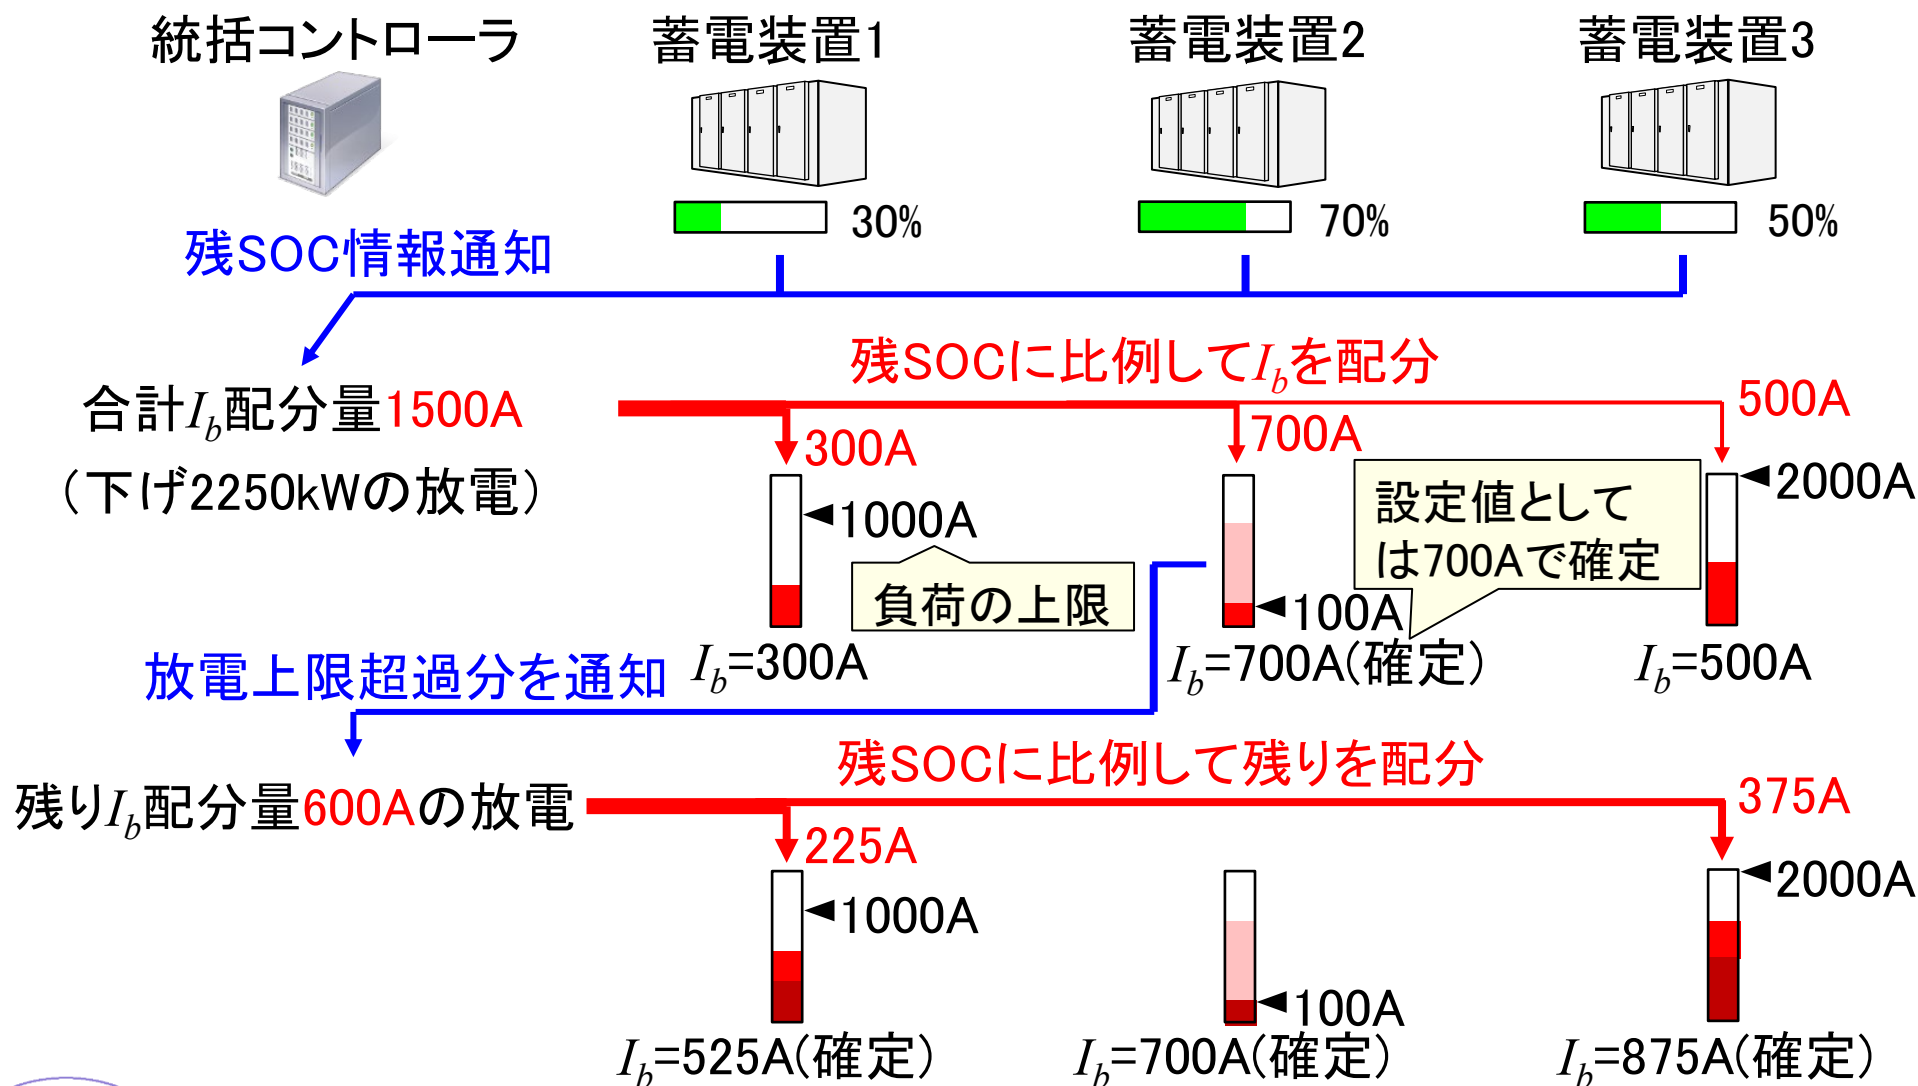 統括コントローラ
蓄電装置1
蓄電装置2
蓄電装置3
30%
70%
50%
残SOC情報通知
残SOCに比例してIbを配分
合計Ib配分量1500A
（下げ2250kWの放電）
300A
700A
500A
1000A
負荷の上限
100A
設定値として
は700Aで確定
2000A
Ib=300A
Ib=700A(確定)
Ib=500A
放電上限超過分を通知
残SOCに比例して残りを配分
残りIb配分量600Aの放電
225A
375A
1000A
100A
2000A
Ib=525A(確定)
Ib=700A(確定)
Ib=875A(確定)